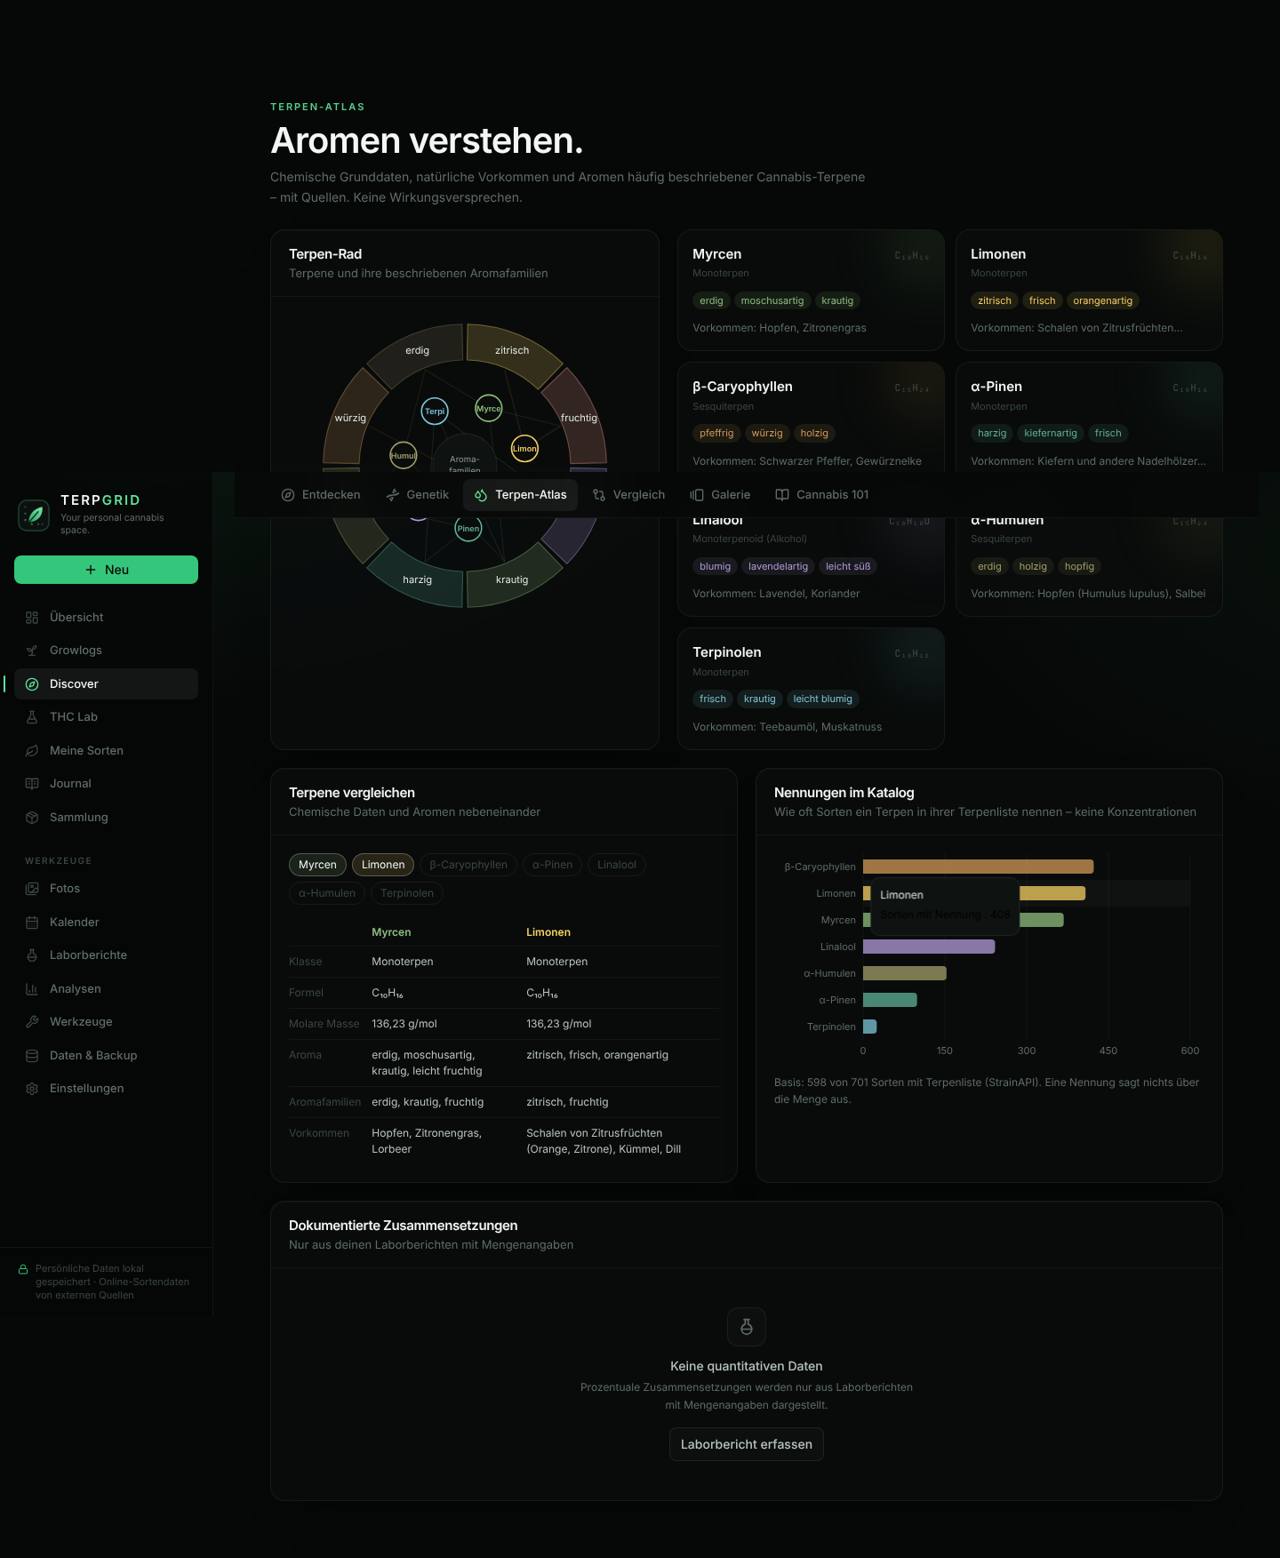 TERPEN-ATLAS
Aromen verstehen.
Chemische Grunddaten, natürliche Vorkommen und Aromen häufig beschriebener Cannabis-Terpene
– mit Quellen. Keine Wirkungsversprechen.
Terpen-Rad
Terpene und ihre beschriebenen Aromafamilien
erdig
zitrisch
würzig
fruchtig
Terpi
Myrce
Humul
Limon
Aroma-
familien
Pinen
harzig
krautig
Myrcen
C₁₀H₁₆
Monoterpen
erdig moschusartig krautig
Vorkommen: Hopfen, Zitronengras
Limonen
C₁₀H₁₆
Monoterpen
zitrisch frisch orangenartig
Vorkommen: Schalen von Zitrusfrüchten...
β-Caryophyllen
C₁₅H₂₄
Sesquiterpen
pfeffrig würzig holzig
Vorkommen: Schwarzer Pfeffer, Gewürznelke
α-Pinen
C₁₀H₁₆
Monoterpen
harzig kiefernartig frisch
Vorkommen: Kiefern und andere Nadelhölzer...
Entdecken Genetik Terpen-Atlas Vergleich Galerie Cannabis 101
Linalool
C₁₀H₁₈O
Monoterpenoid (Alkohol)
blumig lavendelartig leicht süß
Vorkommen: Lavendel, Koriander
α-Humulen
C₁₅H₂₄
Sesquiterpen
erdig holzig hopfig
Vorkommen: Hopfen (Humulus lupulus), Salbei
Terpinolen
C₁₀H₁₆
Monoterpen
frisch krautig leicht blumig
Vorkommen: Teebaumöl, Muskatnuss
TERPGRID
Your personal cannabis
space.
Neu
Übersicht
Growlogs
Discover
THC Lab
Meine Sorten
Journal
Sammlung
WERKZEUGE
Fotos
Kalender
Laborberichte
Analysen
Werkzeuge
Daten & Backup
Einstellungen
Persönliche Daten lokal
gespeichert · Online-Sortendaten
von externen Quellen
Terpene vergleichen
Chemische Daten und Aromen nebeneinander
Myrcen Limonen β-Caryophyllen α-Pinen Linalool
α-Humulen Terpinolen
Myrcen Limonen
Klasse Monoterpen Monoterpen
Formel C₁₀H₁₆ C₁₀H₁₆
Molare Masse 136,23 g/mol 136,23 g/mol
Aroma erdig, moschusartig, zitrisch, frisch, orangenartig
krautig, leicht fruchtig
Aromafamilien erdig, krautig, fruchtig zitrisch, fruchtig
Vorkommen Hopfen, Zitronengras, Schalen von Zitrusfrüchten
Lorbeer (Orange, Zitrone), Kümmel, Dill
Nennungen im Katalog
Wie oft Sorten ein Terpen in ihrer Terpenliste nennen – keine Konzentrationen
β-Caryophyllen
Limonen
Limonen
Sorten mit Nennung : 408
Myrcen
Linalool
α-Humulen
α-Pinen
Terpinolen
0 150 300 450 600
Basis: 598 von 701 Sorten mit Terpenliste (StrainAPI). Eine Nennung sagt nichts über
die Menge aus.
Dokumentierte Zusammensetzungen
Nur aus deinen Laborberichten mit Mengenangaben
Keine quantitativen Daten
Prozentuale Zusammensetzungen werden nur aus Laborberichten
mit Mengenangaben dargestellt.
Laborbericht erfassen